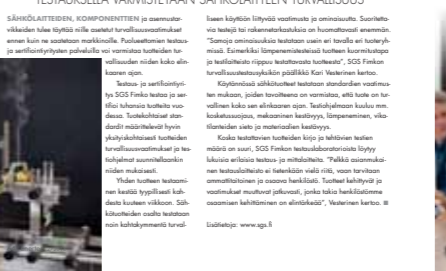 TESTAUKSELLA VARMISTETAAN SÄHKÖLAITTEEN TURVALLISUUS
SÄHKÖLAITTEIDEN, KOMPONENTTIEN ja asennustar-
vikkeiden tulee täyttää niille asetetut turvallisuusvaatimukset
ennen kuin ne saatetaan markkinoille. Puolueettomien testaus-
ja sertifiointiyritysten palveluilla voi varmistaa tuotteiden tur-
vallisuuden niiden koko elin-
kaaren ajan.
Testaus- ja sertifiointiyri-
tys SGS Fimko testaa ja ser-
tifioi tuhansia tuotteita vuo-
dessa. Tuotekohtaiset stan-
dardit määrittelevät hyvin
yksityiskohtaisesti tuotteiden
turvallisuusvaatimukset ja tes-
tiohjelmat suunnitellaankin
niiden mukaisesti.
Yhden tuotteen testaami-
nen kestää tyypillisesti kah-
desta kuuteen viikkoon. Säh-
kötuotteiden osalta testataan
noin kahtakymmentä turval-
liseen käyttöön liittyvää vaatimusta ja ominaisuutta. Suoritetta-
via testejä tai rakennetarkastuksia on huomattavasti enemmän.
"Samoja ominaisuuksia testataan usein eri tavalla eri tuoteryh-
missä. Esimerkiksi lämpenemistesteissä tuotteen kuormitustapa
ja testilaitteisto riippuu testattavasta tuotteesta", SGS Fimkon
turvallisuustestausyksikön päällikkö Kari Vesterinen kertoo.
Käytännössä sähkötuotteet testataan standardien vaatimus-
ten mukaan, joiden tavoitteena on varmistaa, että tuote on tur-
vallinen koko sen elinkaaren ajan. Testiohjelmaan kuuluu mm.
kosketussuojaus, mekaaninen kestävyys, lämpeneminen, vika-
tilanteiden sieto ja materiaalien kestävyys.
Koska testattavien tuotteiden kirjo ja tehtävien testien
määrä on suuri, SGS Fimkon testauslaboratorioista löytyy
lukuisia erilaisia testaus- ja mittalaitteita. "Pelkkä asianmukai-
nen testauslaitteisto ei tietenkään vielä riitä, vaan tarvitaan
ammattitaitoinen ja osaava henkilöstö. Tuotteet kehittyvät ja
vaatimukset muuttuvat jatkuvasti, jonka takia henkilöstömme
osaamisen kehittäminen on elintärkeää", Vesterinen kertoo.
Lisätietoja: www.sgs.fi